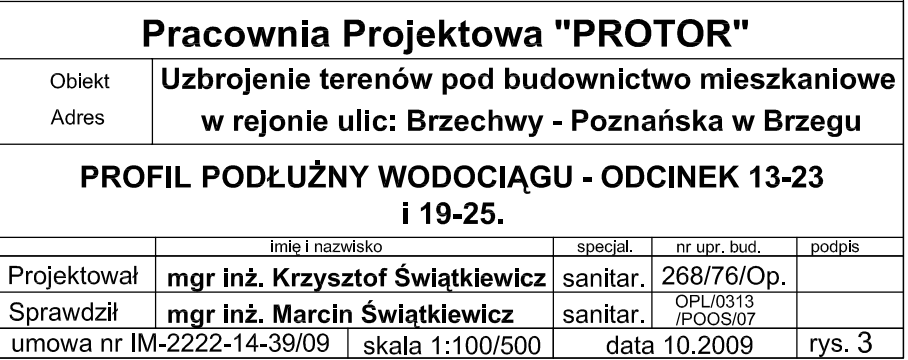 Pracownia Projektowa "PROTOR"
Obiekt Uzbrojenie terenów pod budownictwo mieszkaniowe
Adres w rejonie ulic: Brzechwy - Poznańska w Brzegu
PROFIL PODŁUŻNY WODOCIĄGU - ODCINEK 13-23
i 19-25.
imię i nazwisko specjal. nr upr. bud. podpis
Projektował mgr inż. Krzysztof Świątkiewicz sanitar. 268/76/Op.
Sprawdził mgr inż. Marcin Świątkiewicz sanitar. OPL/0313
/POOS/07
umowa nr IM-2222-14-39/09 skala 1:100/500 data 10.2009 rys. 3